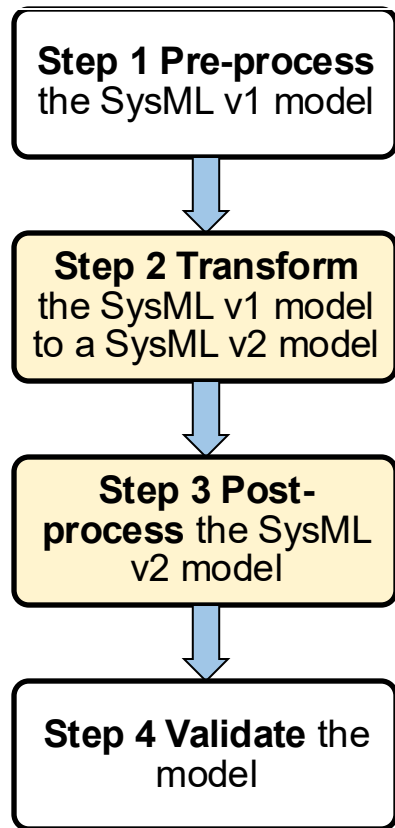 Step 1 Pre-process
the SysML v1 model
Step 2 Transform
the SysML v1 model
to a SysML v2 model
Step 3 Post-
process the SysML
v2 model
Step 4 Validate the
model